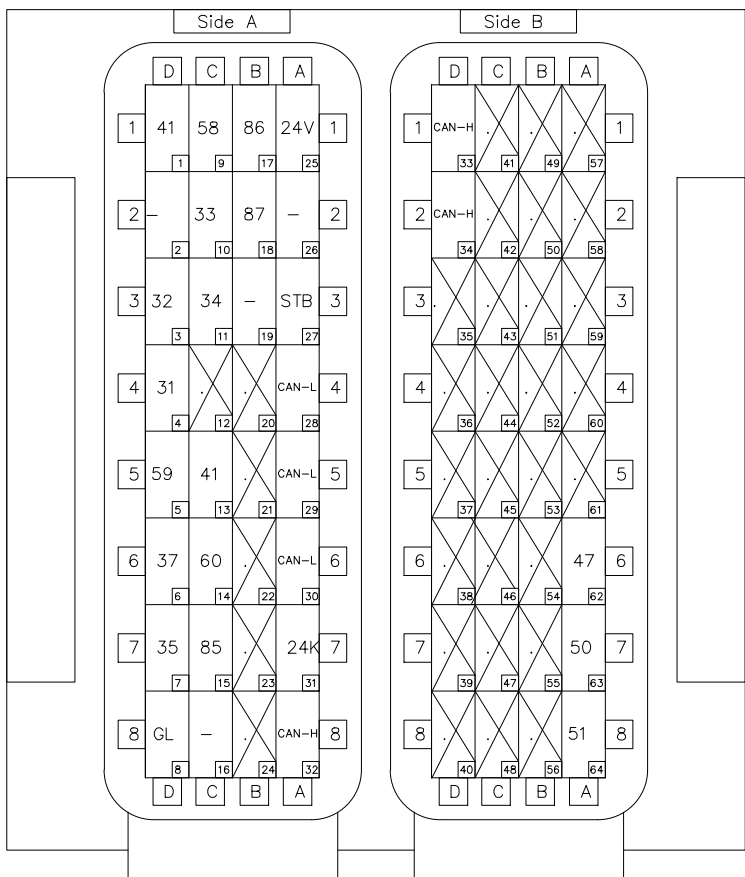 Side A Side B
D C B A D C B A
1 41 58 86 24V 1 1 CAN-H . . . 1
1 9 17 25 33 41 49 57
2 - 33 87 - 2 2 CAN-H . . . 2
2 10 18 26 34 42 50 58
3 32 34 - STB 3 3 . . . . 3
3 11 19 27 35 43 51 59
4 31 . . CAN-L 4 4 . . . . 4
4 12 20 28 36 44 52 60
5 59 41 . CAN-L 5 5 . . . . 5
5 13 21 29 37 45 53 61
6 37 60 . CAN-L 6 6 . . . 47 6
6 14 22 30 38 46 54 62
7 35 85 . 24K 7 7 . . . 50 7
7 15 23 31 39 47 55 63
8 GL - . CAN-H 8 8 . . . 51 8
8 16 24 32 40 48 56 64
D C B A D C B A